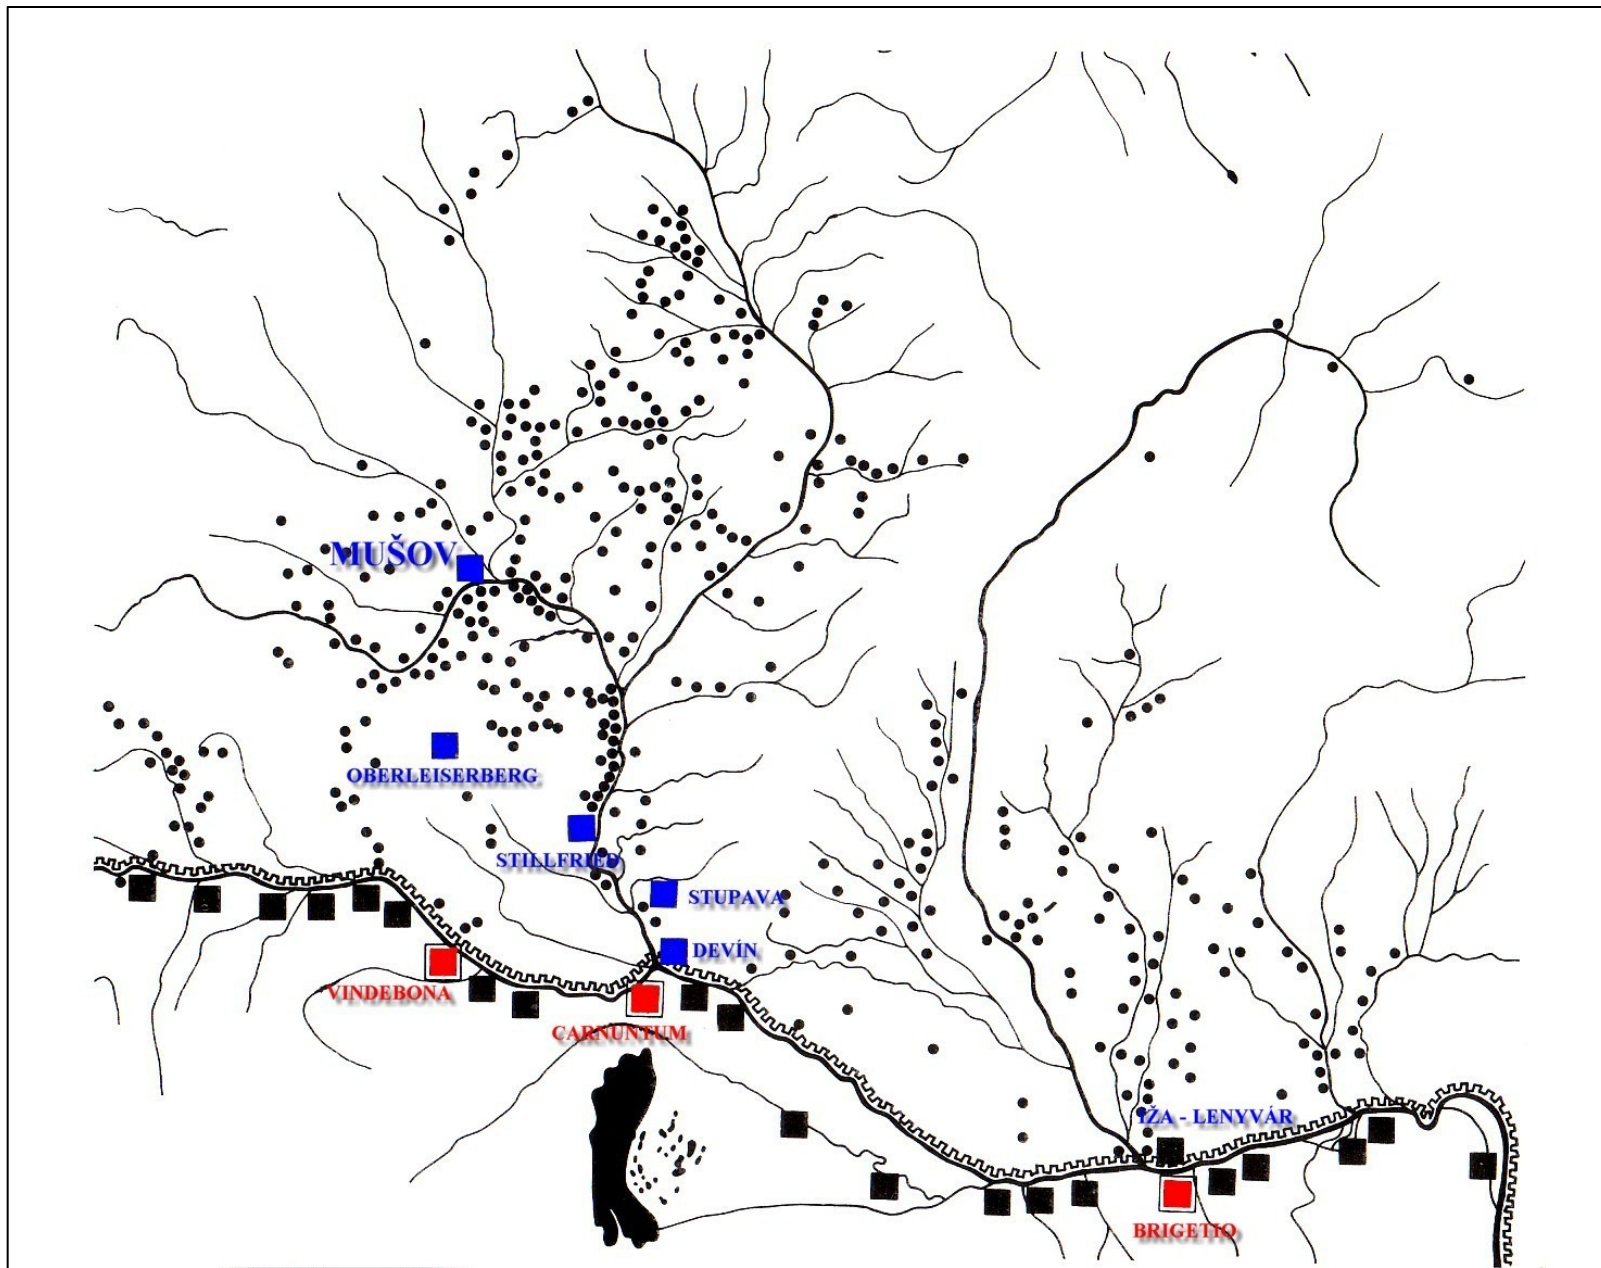 MUŠOV
OBERLEISERBERG
STILLFRIED
STUPAVA
DEVÍN
VINDEBONA
CARNUNTUM
IŽA - LENYVÁR
BRIGETIO